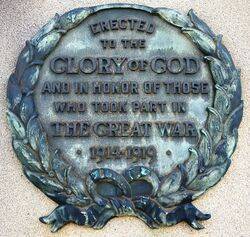 ERECTED
TO THE
GLORY OF GOD
AND IN HONOR OF THOSE
WHO TOOK PART IN
THE GREAT WAR
· 1914-1919 ·